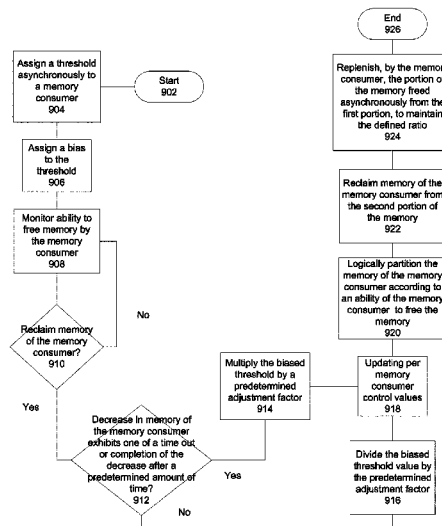 Start
902
Assign a threshold
asynchronously to
a memory
consumer
904
Assign a bias
to the
threshold
906
Monitor ability to
free memory by
the memory
consumer
908
No
Reclaim memory
of the memory
consumer?
910
Yes
Decrease in memory
of the memory consumer
exhibits one of a time out
or completion of the
decrease after a
predetermined amount of
time?
912
Yes
No
Multiply the biased
threshold by a
predetermined
adjustment factor
914
Divide the biased
threshold value by
the predetermined
adjustment factor
916
Updating per
memory
consumer
control values
918
Logically partition the
memory of the memory
consumer according to
an ability of the memory
consumer to free the
memory
920
Reclaim memory of the
memory consumer from
the second portion of
the memory
922
Replenish, by the memor
consumer, the portion o
the memory freed
asynchronously from the
first portion, to maintain
the defined ratio
924
End
926